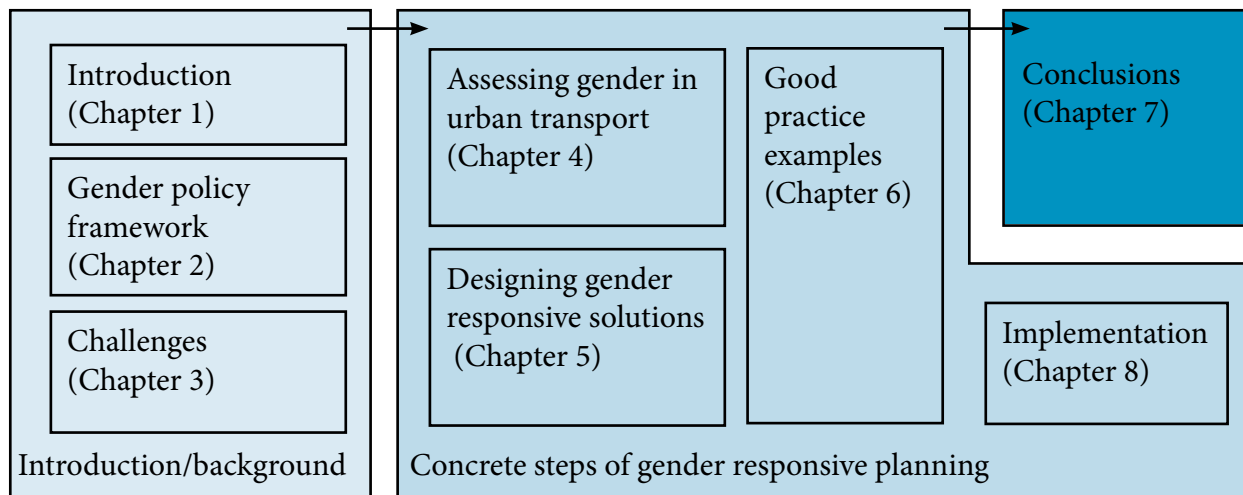 Introduction
(Chapter 1)
Gender policy
framework
(Chapter 2)
Challenges
(Chapter 3)
Introduction/background
Assessing gender in
urban transport
(Chapter 4)
Designing gender
responsive solutions
(Chapter 5)
Good
practice
examples
(Chapter 6)
Implementation
(Chapter 8)
Concrete steps of gender responsive planning
Conclusions
(Chapter 7)